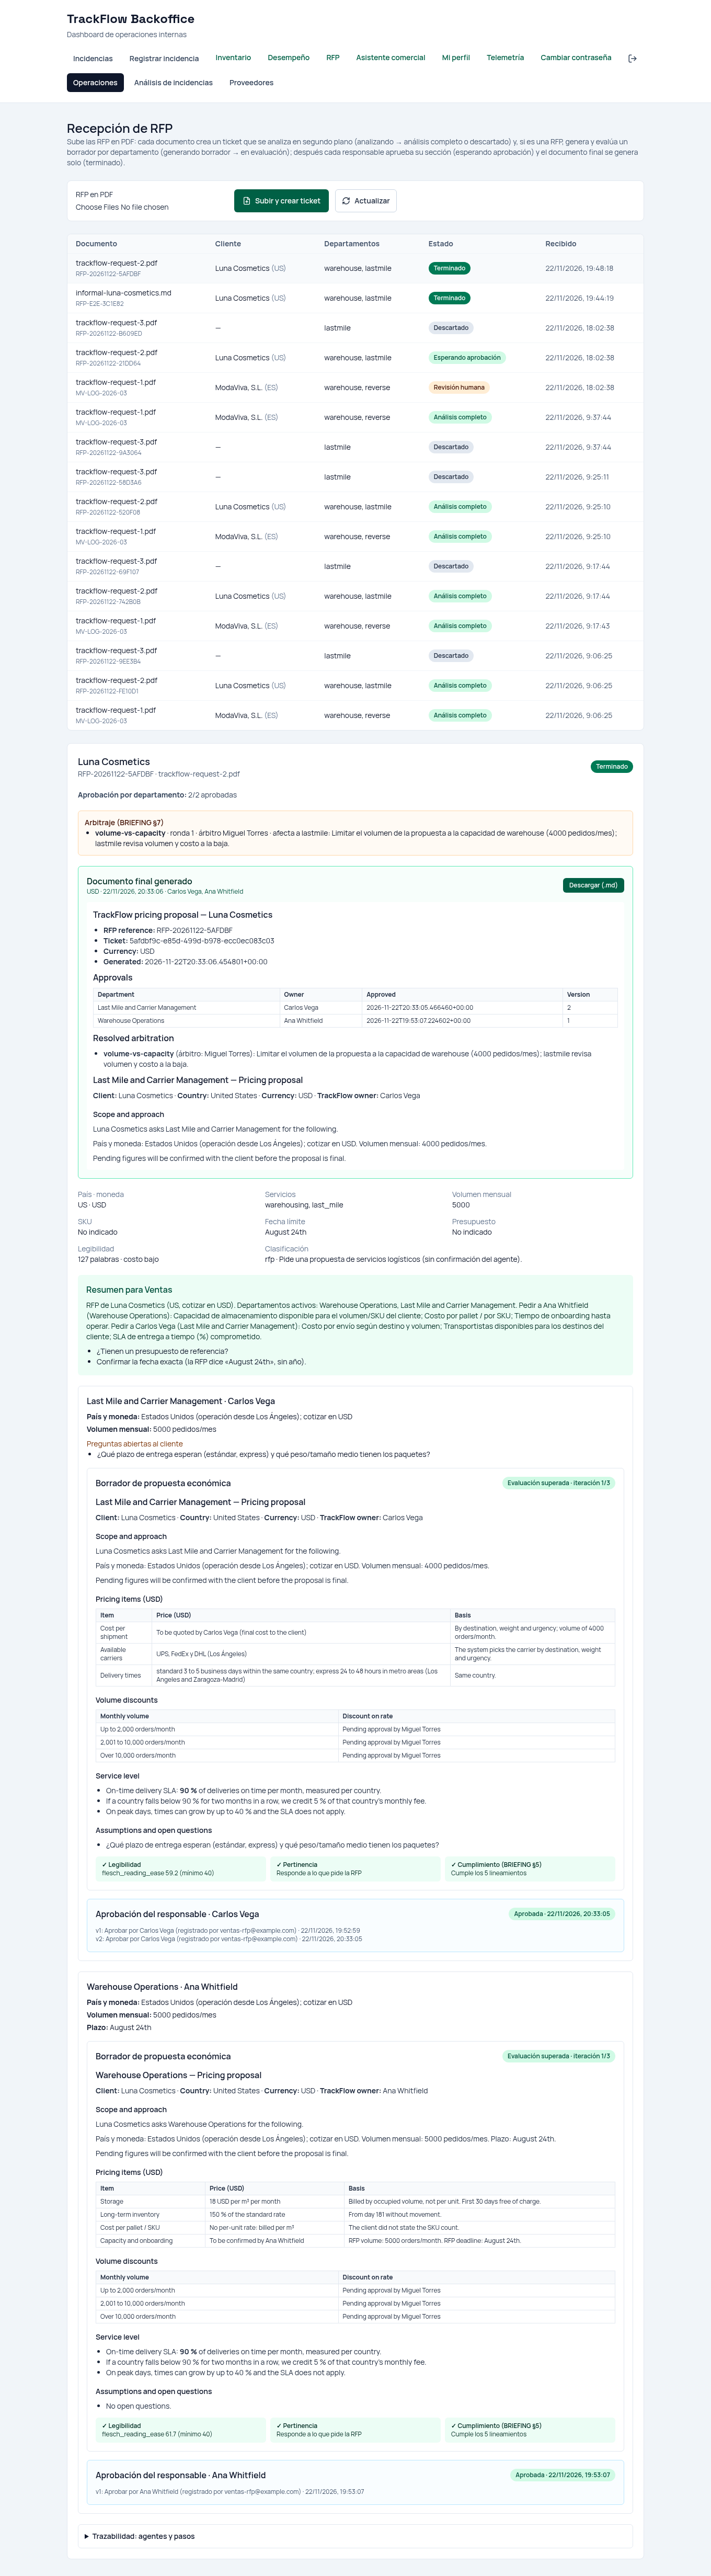 TrackFlow Backoffice
Dashboard de operaciones internas
Incidencias Registrar incidencia Inventario Desempeño RFP Asistente comercial Mi perfil Telemetría Cambiar contraseña
Operaciones Análisis de incidencias Proveedores
Recepción de RFP
Sube las RFP en PDF: cada documento crea un ticket que se analiza en segundo plano (analizando → análisis completo o descartado) y, si es una RFP, genera y evalúa un
borrador por departamento (generando borrador → en evaluación); después cada responsable aprueba su sección (esperando aprobación) y el documento final se genera
solo (terminado).
RFP en PDF
Choose Files No file chosen
Subir y crear ticket
Actualizar
Documento Cliente Departamentos Estado Recibido
trackflow-request-2.pdf
RFP-20261122-5AFDBF
Luna Cosmetics (US) warehouse, lastmile Terminado 22/11/2026, 19:48:18
informal-luna-cosmetics.md
RFP-E2E-3C1E82
Luna Cosmetics (US) warehouse, lastmile Terminado 22/11/2026, 19:44:19
trackflow-request-3.pdf
RFP-20261122-B609ED
— lastmile Descartado 22/11/2026, 18:02:38
trackflow-request-2.pdf
RFP-20261122-21DD64
Luna Cosmetics (US) warehouse, lastmile Esperando aprobación 22/11/2026, 18:02:38
trackflow-request-1.pdf
MV-LOG-2026-03
ModaViva, S.L. (ES) warehouse, reverse Revisión humana 22/11/2026, 18:02:38
trackflow-request-1.pdf
MV-LOG-2026-03
ModaViva, S.L. (ES) warehouse, reverse Análisis completo 22/11/2026, 9:37:44
trackflow-request-3.pdf
RFP-20261122-9A3064
— lastmile Descartado 22/11/2026, 9:37:44
trackflow-request-3.pdf
RFP-20261122-58D3A6
— lastmile Descartado 22/11/2026, 9:25:11
trackflow-request-2.pdf
RFP-20261122-520F08
Luna Cosmetics (US) warehouse, lastmile Análisis completo 22/11/2026, 9:25:10
trackflow-request-1.pdf
MV-LOG-2026-03
ModaViva, S.L. (ES) warehouse, reverse Análisis completo 22/11/2026, 9:25:10
trackflow-request-3.pdf
RFP-20261122-69F107
— lastmile Descartado 22/11/2026, 9:17:44
trackflow-request-2.pdf
RFP-20261122-742B0B
Luna Cosmetics (US) warehouse, lastmile Análisis completo 22/11/2026, 9:17:44
trackflow-request-1.pdf
MV-LOG-2026-03
ModaViva, S.L. (ES) warehouse, reverse Análisis completo 22/11/2026, 9:17:43
trackflow-request-3.pdf
RFP-20261122-9EE3B4
— lastmile Descartado 22/11/2026, 9:06:25
trackflow-request-2.pdf
RFP-20261122-FE10D1
Luna Cosmetics (US) warehouse, lastmile Análisis completo 22/11/2026, 9:06:25
trackflow-request-1.pdf
MV-LOG-2026-03
ModaViva, S.L. (ES) warehouse, reverse Análisis completo 22/11/2026, 9:06:25
Luna Cosmetics
RFP-20261122-5AFDBF · trackflow-request-2.pdf
Terminado
Aprobación por departamento: 2/2 aprobadas
Arbitraje (BRIEFING §7)
• volume-vs-capacity · ronda 1 · árbitro Miguel Torres · afecta a lastmile: Limitar el volumen de la propuesta a la capacidad de warehouse (4000 pedidos/mes);
lastmile revisa volumen y costo a la baja.
Documento final generado
USD · 22/11/2026, 20:33:06 · Carlos Vega, Ana Whitfield
Descargar (.md)
TrackFlow pricing proposal — Luna Cosmetics
• RFP reference: RFP-20261122-5AFDBF
• Ticket: 5afdbf9c-e85d-499d-b978-ecc0ec083c03
• Currency: USD
• Generated: 2026-11-22T20:33:06.454801+00:00
Approvals
Department Owner Approved Version
Last Mile and Carrier Management Carlos Vega 2026-11-22T20:33:05.466460+00:00 2
Warehouse Operations Ana Whitfield 2026-11-22T19:53:07.224602+00:00 1
Resolved arbitration
• volume-vs-capacity (árbitro: Miguel Torres): Limitar el volumen de la propuesta a la capacidad de warehouse (4000 pedidos/mes); lastmile revisa
volumen y costo a la baja.
Last Mile and Carrier Management — Pricing proposal
Client: Luna Cosmetics · Country: United States · Currency: USD · TrackFlow owner: Carlos Vega
Scope and approach
Luna Cosmetics asks Last Mile and Carrier Management for the following.
País y moneda: Estados Unidos (operación desde Los Ángeles); cotizar en USD. Volumen mensual: 4000 pedidos/mes.
Pending figures will be confirmed with the client before the proposal is final.
País · moneda Servicios Volumen mensual
US · USD warehousing, last_mile 5000
SKU Fecha límite Presupuesto
No indicado August 24th No indicado
Legibilidad Clasificación
127 palabras · costo bajo rfp · Pide una propuesta de servicios logísticos (sin confirmación del agente).
Resumen para Ventas
RFP de Luna Cosmetics (US, cotizar en USD). Departamentos activos: Warehouse Operations, Last Mile and Carrier Management. Pedir a Ana Whitfield
(Warehouse Operations): Capacidad de almacenamiento disponible para el volumen/SKU del cliente; Costo por pallet / por SKU; Tiempo de onboarding hasta
operar. Pedir a Carlos Vega (Last Mile and Carrier Management): Costo por envío según destino y volumen; Transportistas disponibles para los destinos del
cliente; SLA de entrega a tiempo (%) comprometido.
• ¿Tienen un presupuesto de referencia?
• Confirmar la fecha exacta (la RFP dice «August 24th», sin año).
Last Mile and Carrier Management · Carlos Vega
País y moneda: Estados Unidos (operación desde Los Ángeles); cotizar en USD
Volumen mensual: 5000 pedidos/mes
Preguntas abiertas al cliente
• ¿Qué plazo de entrega esperan (estándar, express) y qué peso/tamaño medio tienen los paquetes?
Borrador de propuesta económica
Evaluación superada · iteración 1/3
Last Mile and Carrier Management — Pricing proposal
Client: Luna Cosmetics · Country: United States · Currency: USD · TrackFlow owner: Carlos Vega
Scope and approach
Luna Cosmetics asks Last Mile and Carrier Management for the following.
País y moneda: Estados Unidos (operación desde Los Ángeles); cotizar en USD. Volumen mensual: 4000 pedidos/mes.
Pending figures will be confirmed with the client before the proposal is final.
Pricing items (USD)
Item Price (USD) Basis
Cost per shipment To be quoted by Carlos Vega (final cost to the client) By destination, weight and urgency; volume of 4000 orders/month.
Available carriers UPS, FedEx y DHL (Los Ángeles) The system picks the carrier by destination, weight and urgency.
Delivery times standard 3 to 5 business days within the same country; express 24 to 48 hours in metro areas (Los Angeles and Zaragoza-Madrid) Same country.
Volume discounts
Monthly volume Discount on rate
Up to 2,000 orders/month Pending approval by Miguel Torres
2,001 to 10,000 orders/month Pending approval by Miguel Torres
Over 10,000 orders/month Pending approval by Miguel Torres
Service level
• On-time delivery SLA: 90 % of deliveries on time per month, measured per country.
• If a country falls below 90 % for two months in a row, we credit 5 % of that country's monthly fee.
• On peak days, times can grow by up to 40 % and the SLA does not apply.
Assumptions and open questions
• ¿Qué plazo de entrega esperan (estándar, express) y qué peso/tamaño medio tienen los paquetes?
✓ Legibilidad
flesch_reading_ease 59.2 (mínimo 40)
✓ Pertinencia
Responde a lo que pide la RFP
✓ Cumplimiento (BRIEFING §5)
Cumple los 5 lineamientos
Aprobación del responsable · Carlos Vega
Aprobada · 22/11/2026, 20:33:05
v1: Aprobar por Carlos Vega (registrado por ventas-rfp@example.com) · 22/11/2026, 19:52:59
v2: Aprobar por Carlos Vega (registrado por ventas-rfp@example.com) · 22/11/2026, 20:33:05
Warehouse Operations · Ana Whitfield
País y moneda: Estados Unidos (operación desde Los Ángeles); cotizar en USD
Volumen mensual: 5000 pedidos/mes
Plazo: August 24th
Borrador de propuesta económica
Evaluación superada · iteración 1/3
Warehouse Operations — Pricing proposal
Client: Luna Cosmetics · Country: United States · Currency: USD · TrackFlow owner: Ana Whitfield
Scope and approach
Luna Cosmetics asks Warehouse Operations for the following.
País y moneda: Estados Unidos (operación desde Los Ángeles); cotizar en USD. Volumen mensual: 5000 pedidos/mes. Plazo: August 24th.
Pending figures will be confirmed with the client before the proposal is final.
Pricing items (USD)
Item Price (USD) Basis
Storage 18 USD per m³ per month Billed by occupied volume, not per unit. First 30 days free of charge.
Long-term inventory 150 % of the standard rate From day 181 without movement.
Cost per pallet / SKU No per-unit rate: billed per m³ The client did not state the SKU count.
Capacity and onboarding To be confirmed by Ana Whitfield RFP volume: 5000 orders/month. RFP deadline: August 24th.
Volume discounts
Monthly volume Discount on rate
Up to 2,000 orders/month Pending approval by Miguel Torres
2,001 to 10,000 orders/month Pending approval by Miguel Torres
Over 10,000 orders/month Pending approval by Miguel Torres
Service level
• On-time delivery SLA: 90 % of deliveries on time per month, measured per country.
• If a country falls below 90 % for two months in a row, we credit 5 % of that country's monthly fee.
• On peak days, times can grow by up to 40 % and the SLA does not apply.
Assumptions and open questions
• No open questions.
✓ Legibilidad
flesch_reading_ease 61.7 (mínimo 40)
✓ Pertinencia
Responde a lo que pide la RFP
✓ Cumplimiento (BRIEFING §5)
Cumple los 5 lineamientos
Aprobación del responsable · Ana Whitfield
Aprobada · 22/11/2026, 19:53:07
v1: Aprobar por Ana Whitfield (registrado por ventas-rfp@example.com) · 22/11/2026, 19:53:07
▶ Trazabilidad: agentes y pasos